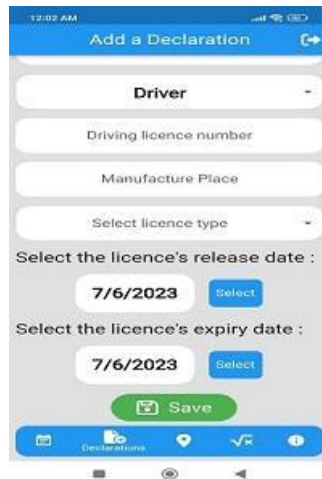 12:02 AM
Add a Declaration
Driver
Driving licence number
Manufacture Place
Select licence type
Select the licence's release date :
7/6/2023 Select
Select the licence's expiry date :
7/6/2023 Select
Save
Declarations